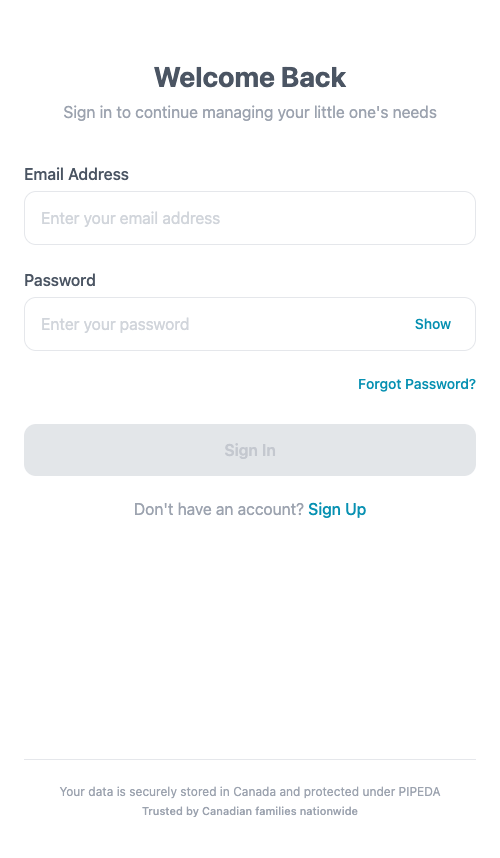 Welcome Back
Sign in to continue managing your little one's needs
Email Address
Enter your email address
Password
Enter your password
Show
Forgot Password?
Sign In
Don't have an account? Sign Up
Your data is securely stored in Canada and protected under PIPEDA
Trusted by Canadian families nationwide